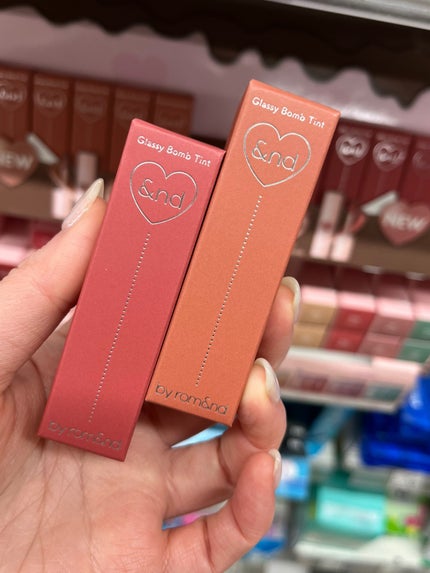 Glassy Bomb Tint
&nd
by rom&nd
Glassy Bomb Tint
&nd
by rom&nd
NEW
NEW